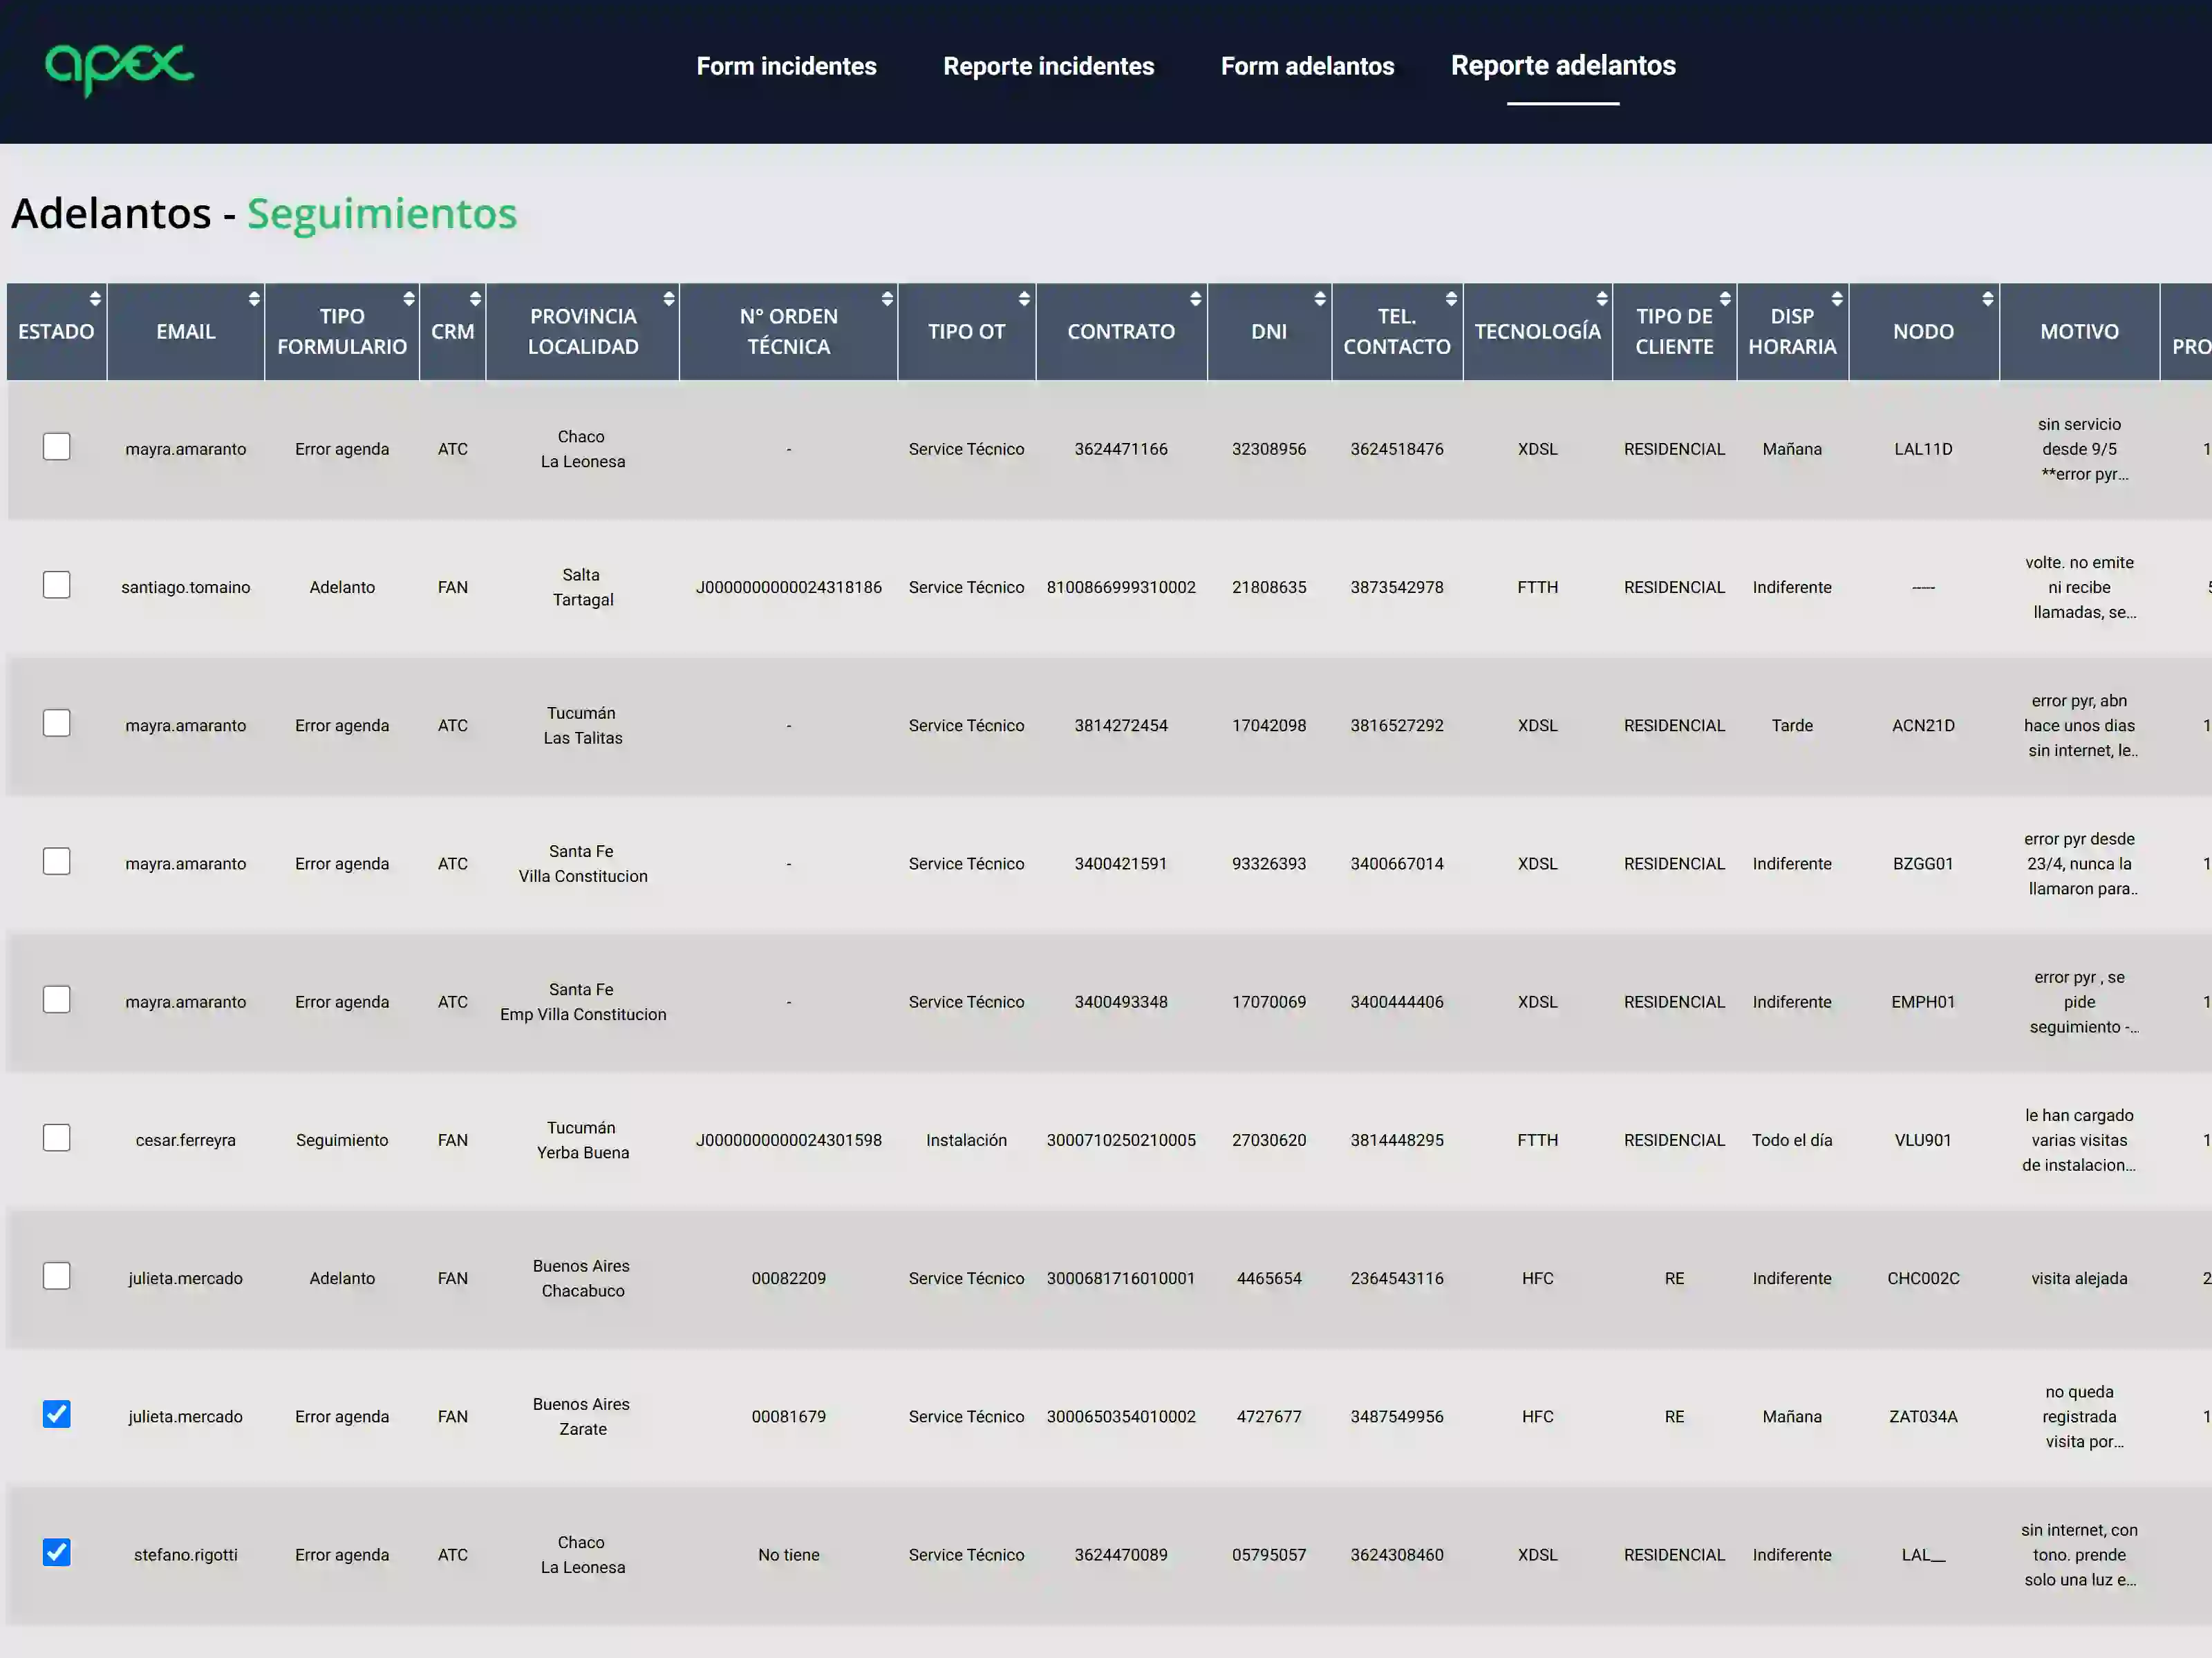 apex
Form incidentes Reporte incidentes Form adelantos Reporte adelantos
Adelantos - Seguimientos
ESTADO EMAIL TIPO FORMULARIO CRM PROVINCIA LOCALIDAD N° ORDEN TÉCNICA TIPO OT CONTRATO DNI TEL. CONTACTO TECNOLOGÍA TIPO DE CLIENTE DISP HORARIA NODO MOTIVO PRO
mayra.amaranto Error agenda ATC Chaco La Leonesa - Service Técnico 3624471166 32308956 3624518476 XDSL RESIDENCIAL Mañana LAL11D sin servicio desde 9/5 **error pyr... 1
santiago.tomaino Adelanto FAN Salta Tartagal J0000000000024318186 Service Técnico 8100866999310002 21808635 3873542978 FTTH RESIDENCIAL Indiferente ----- volte. no emite ni recibe llamadas, se...
mayra.amaranto Error agenda ATC Tucumán Las Talitas - Service Técnico 3814272454 17042098 3816527292 XDSL RESIDENCIAL Tarde ACN21D error pyr, abn hace unos dias sin internet, le.. 1
mayra.amaranto Error agenda ATC Santa Fe Villa Constitucion - Service Técnico 3400421591 93326393 3400667014 XDSL RESIDENCIAL Indiferente BZGG01 error pyr desde 23/4, nunca la llamaron para.. 1
mayra.amaranto Error agenda ATC Santa Fe Emp Villa Constitucion - Service Técnico 3400493348 17070069 3400444406 XDSL RESIDENCIAL Indiferente EMPH01 error pyr , se pide seguimiento -... 1
cesar.ferreyra Seguimiento FAN Tucumán Yerba Buena J0000000000024301598 Instalación 3000710250210005 27030620 3814448295 FTTH RESIDENCIAL Todo el día VLU901 le han cargado varias visitas de instalacion... 1
julieta.mercado Adelanto FAN Buenos Aires Chacabuco 00082209 Service Técnico 3000681716010001 4465654 2364543116 HFC RE Indiferente CHC002C visita alejada 2
julieta.mercado Error agenda FAN Buenos Aires Zarate 00081679 Service Técnico 3000650354010002 4727677 3487549956 HFC RE Mañana ZAT034A no queda registrada visita por... 1
stefano.rigotti Error agenda ATC Chaco La Leonesa No tiene Service Técnico 3624470089 05795057 3624308460 XDSL RESIDENCIAL Indiferente LAL__ sin internet, con tono. prende solo una luz e...